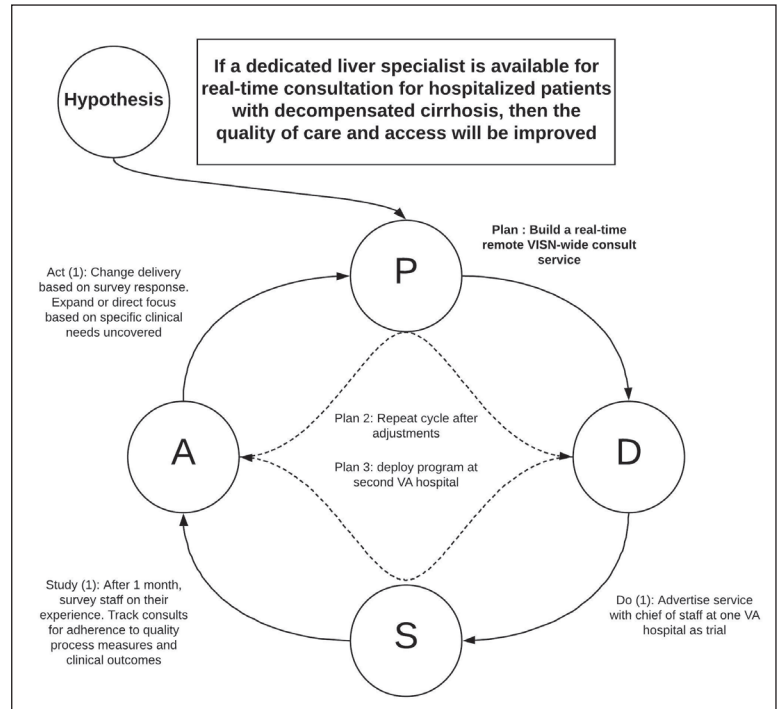 Hypothesis
If a dedicated liver specialist is available for
real-time consultation for hospitalized patients
with decompensated cirrhosis, then the
quality of care and access will be improved
P
Plan : Build a real-time
remote VISN-wide consult
service
Act (1): Change delivery
based on survey response.
Expand or direct focus
based on specific clinical
needs uncovered
A
Plan 2: Repeat cycle after
adjustments
Plan 3: deploy program at
second VA hospital
D
Study (1): After 1 month,
survey staff on their
experience. Track consults
for adherence to quality
process measures and
clinical outcomes
S
Do (1): Advertise service
with chief of staff at one VA
hospital as trial